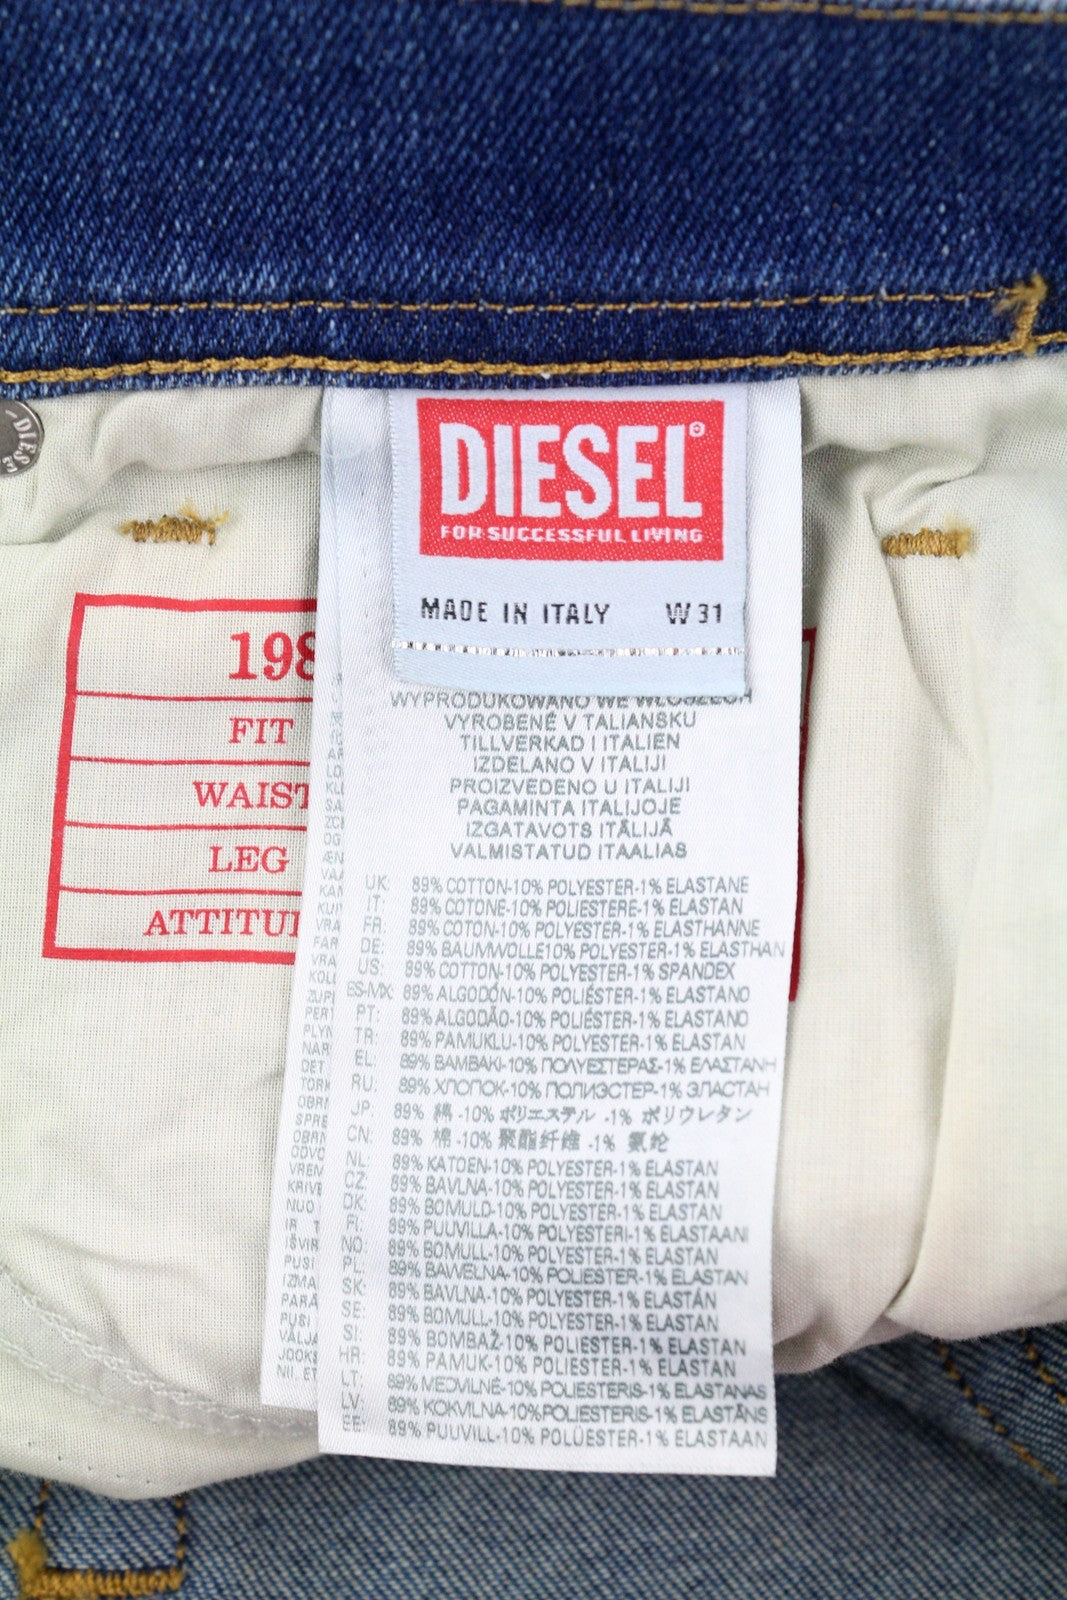 DIESEL
FOR SUCCESSFUL LIVING
MADE IN ITALY W 31
WYPRODUKOWANO WE WŁOSZECH
VYROBENÉ V TALIANSKU
TILLVERKAD I ITALIEN
IZDELANO V ITALIJI
PROIZVEDENO U ITALIJI
PAGAMINTA ITALIJOJE
IZGATAVOTS ITĀLIJĀ
VALMISTATUD ITAALIAS
UK: 89% COTTON-10% POLYESTER-1% ELASTANE
IT: 89% COTONE-10% POLIESTERE-1% ELASTAN
FR: 89% COTON-10% POLYESTER-1% ELASTHANNE
DE: 89% BAUMWOLLE10% POLYESTER-1% ELASTHAN
US: 89% COTTON-10% POLYESTER-1% SPANDEX
ES-MX: 89% ALGODÓN-10% POLIÉSTER-1% ELASTANO
PT: 89% ALGODÃO-10% POLIÉSTER-1% ELASTANO
TR: 89% PAMUKLU-10% POLYESTER-1% ELASTAN
EL: 89% ΒΑΜΒΑΚΙ-10% ΠΟΛΥΕΣΤΕΡΑΣ-1% ΕΛΑΣΤΑΝΗ
RU: 89% ХЛОПОК-10% ПОЛИЭСТЕР-1% ЭЛАСТАН
JP: 89% 綿 -10% ポリエステル -1% ポリウレタン
CN: 89% 棉 -10% 聚酯纤维 -1% 氨纶
NL: 89% KATOEN-10% POLYESTER-1% ELASTAN
CZ: 89% BAVLNA-10% POLYESTER-1% ELASTAN
DK: 89% BOMULD-10% POLYESTER-1% ELASTAN
FI: 89% PUUVILLA-10% POLYESTERI-1% ELASTAANI
NO: 89% BOMULL-10% POLYESTER-1% ELASTAN
PL: 89% BAWEŁNA-10% POLIESTER-1% ELASTAN
SK: 89% BAVLNA-10% POLYESTER-1% ELASTÁN
SE: 89% BOMULL-10% POLYESTER-1% ELASTAN
SI: 89% BOMBAŽ-10% POLYESTER-1% ELASTAN
HR: 89% PAMUK-10% POLYESTER-1% ELASTAN
LT: 89% MEDVILNĖ-10% POLIESTERIS-1% ELASTANAS
LV: 89% KOKVILNA-10% POLIESTERIS-1% ELASTĀNS
EE: 89% PUUVILL-10% POLÜESTER-1% ELASTAAN
198
FIT
WAIST
LEG
ATTITU